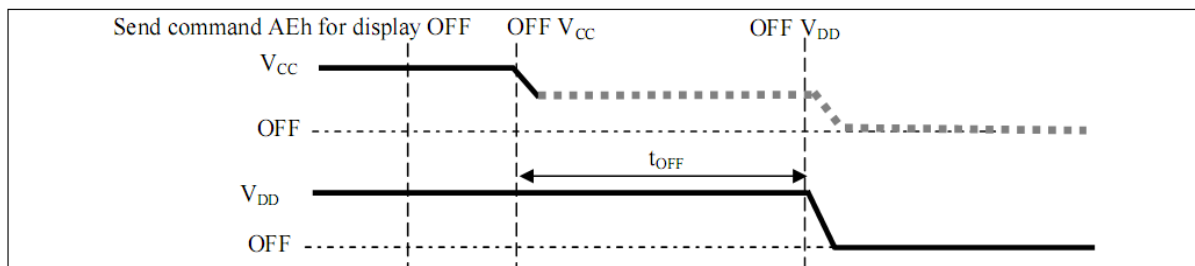 Send command AEh for display OFF OFF VCC OFF VDD
VCC
OFF
tOFF
VDD
OFF